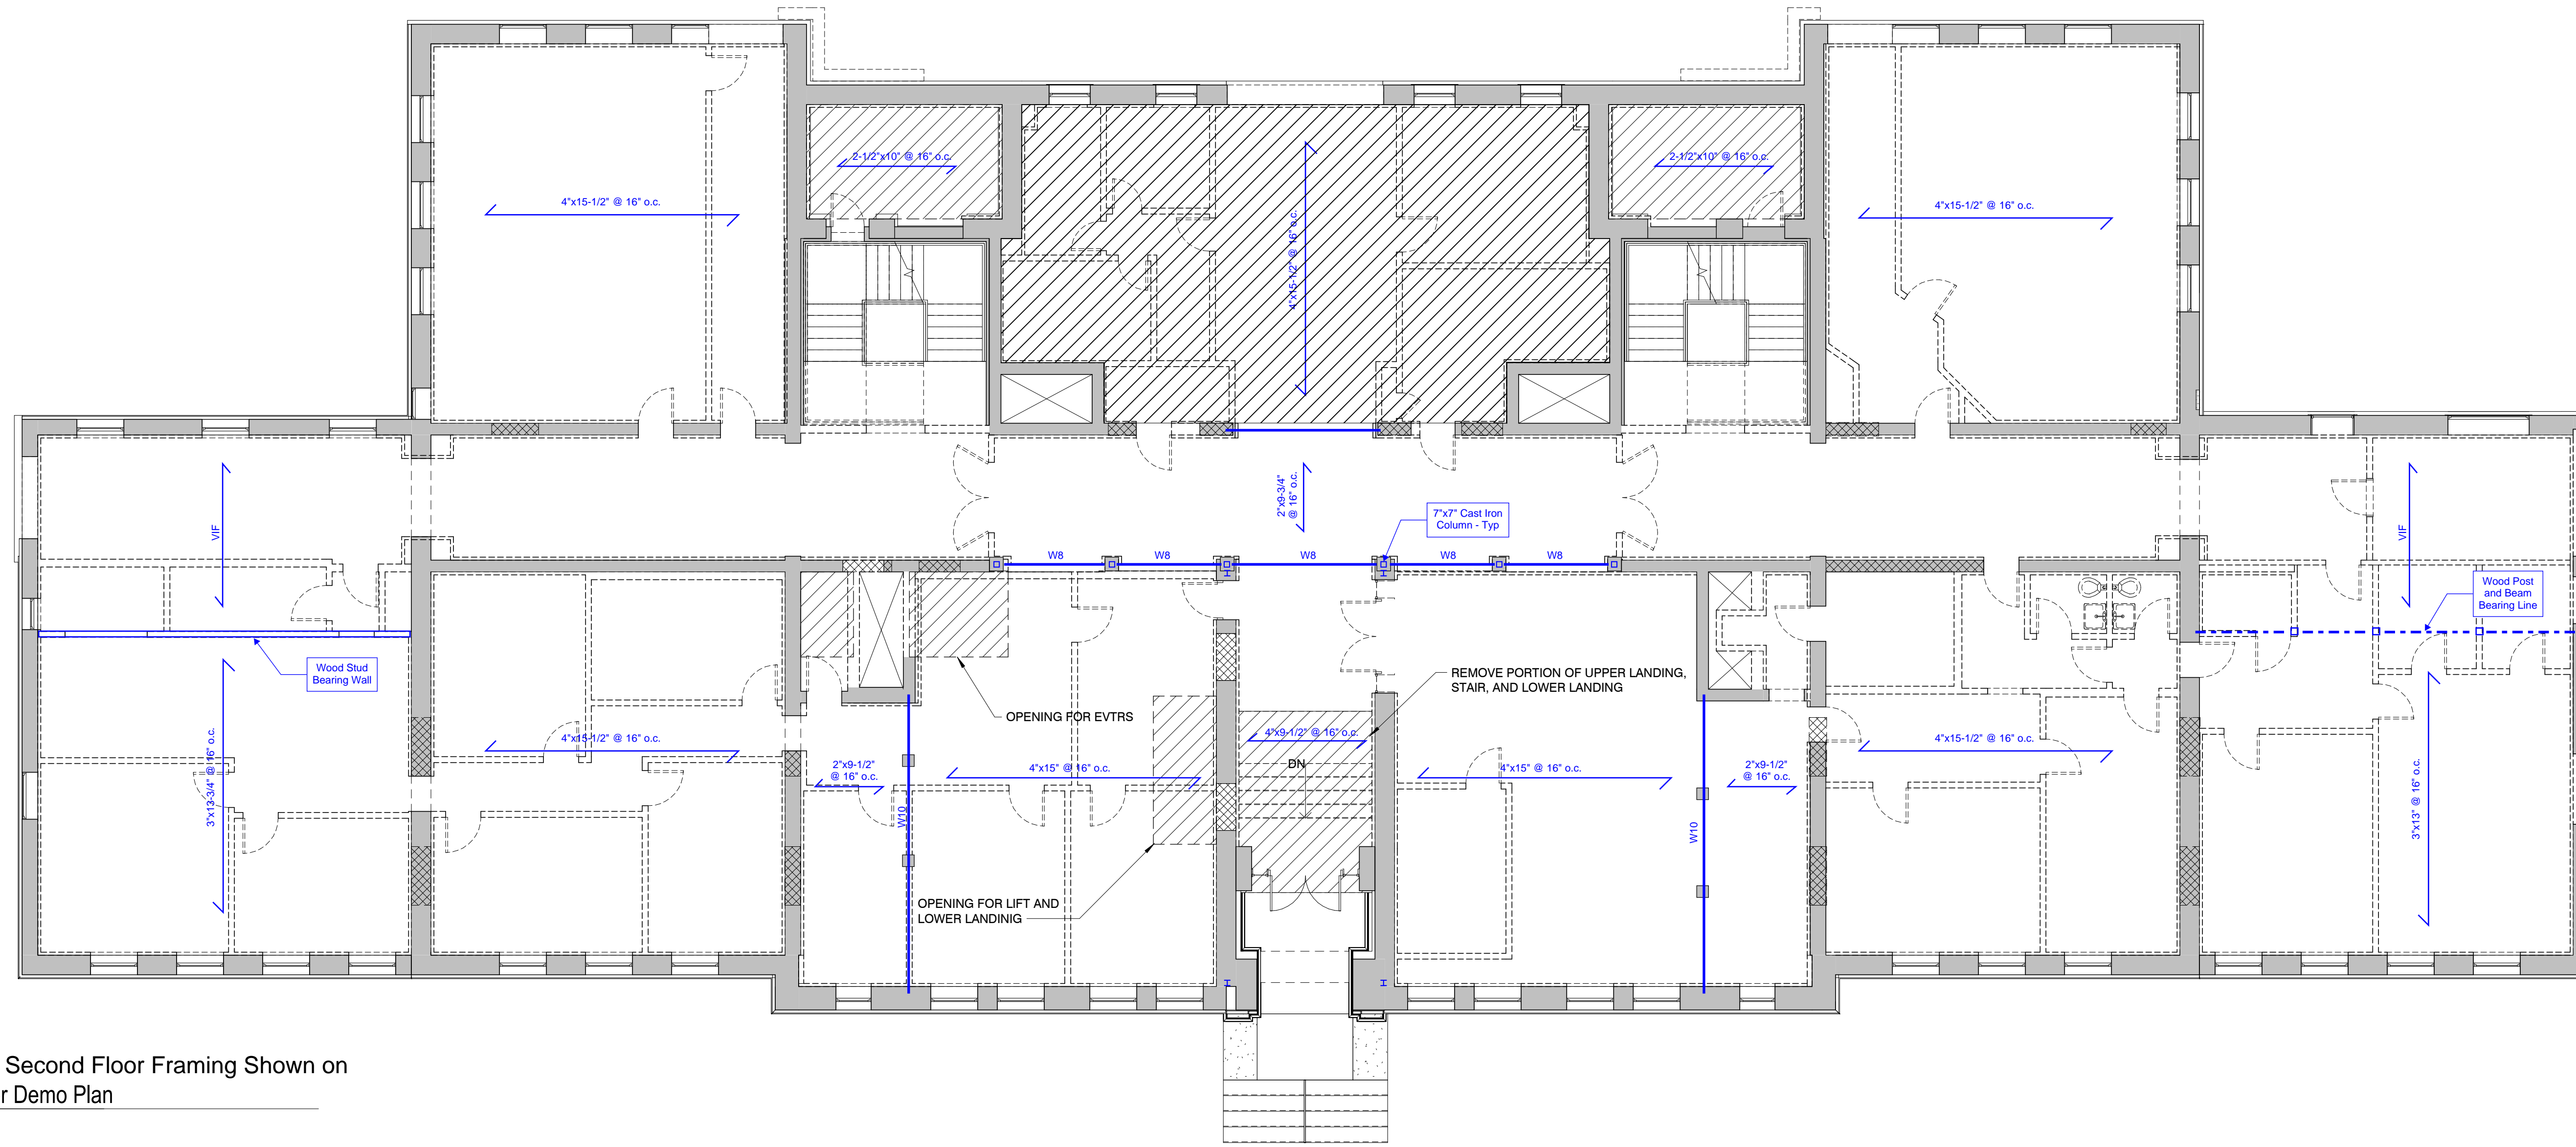 2-1/2"x10" @ 16" o.c.
2-1/2"x10" @ 16" o.c.
4"x15-1/2" @ 16" o.c.
4"x15-1/2" @ 16" o.c.
4"x15-1/2" @ 16" o.c.
2"x9-3/4"
@ 16" o.c.
7"x7" Cast Iron
Column - Typ
VIF
VIF
W8
W8
W8
W8
W8
Wood Post
and Beam
Bearing Line
Wood Stud
Bearing Wall
REMOVE PORTION OF UPPER LANDING,
STAIR, AND LOWER LANDING
OPENING FOR EVTRS
4"x9-1/2" @ 16" o.c.
4"x15-1/2" @ 16" o.c.
4"x15-1/2" @ 16" o.c.
DN
2"x9-1/2"
@ 16" o.c.
4"x15" @ 16" o.c.
4"x15" @ 16" o.c.
2"x9-1/2"
@ 16" o.c.
3"x13-3/4" @ 16" o.c.
W10
W10
3"x13" @ 16" o.c.
OPENING FOR LIFT AND
LOWER LANDINIG
Second Floor Framing Shown on
r Demo Plan